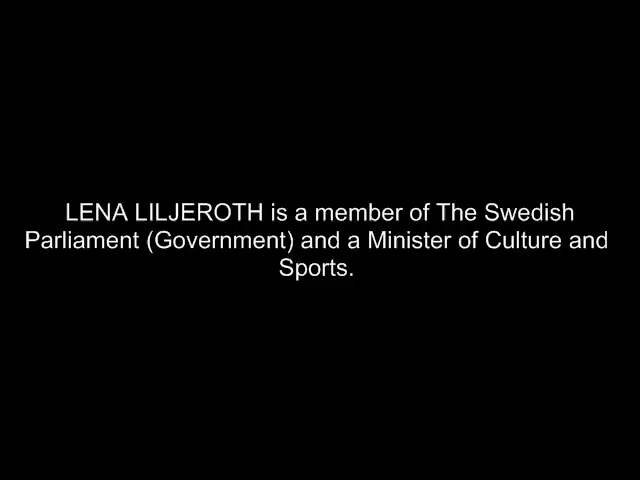 LENA LILJEROTH is a member of The Swedish
Parliament (Government) and a Minister of Culture and
Sports.